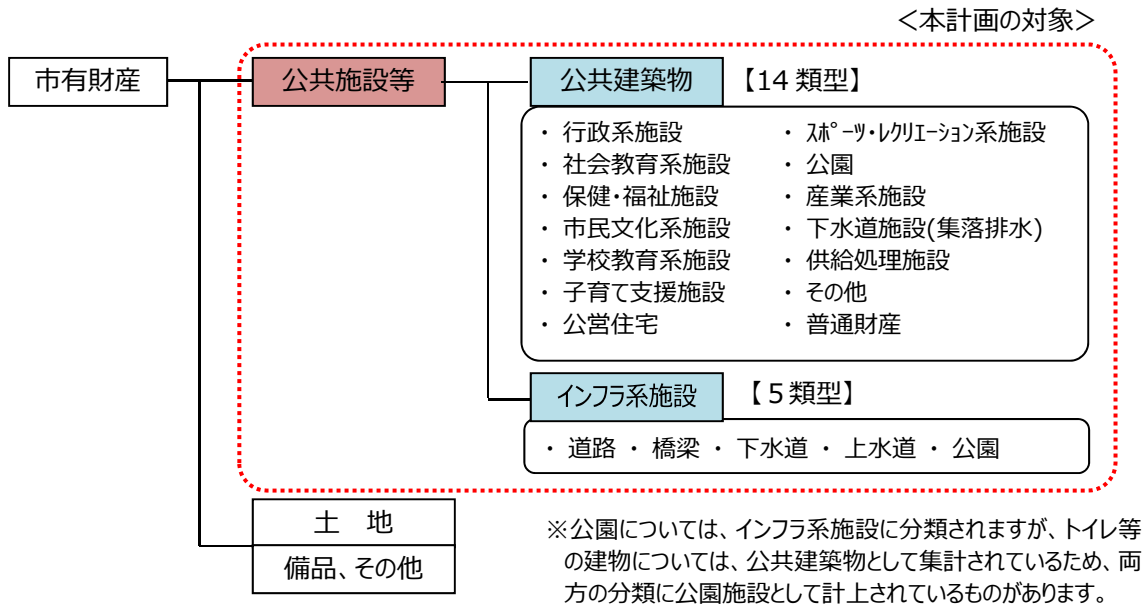 ＜本計画の対象＞
市有財産
公共施設等
公共建築物
【14 類型】
・ 行政系施設
・ 社会教育系施設
・ 保健・福祉施設
・ 市民文化系施設
・ 学校教育系施設
・ 子育て支援施設
・ 公営住宅
・ ｽﾎﾟｰﾂ・ﾚｸﾘｴｰｼｮﾝ系施設
・ 公園
・ 産業系施設
・ 下水道施設(集落排水)
・ 供給処理施設
・ その他
・ 普通財産
インフラ系施設
【５類型】
・ 道路 ・ 橋梁 ・ 下水道 ・ 上水道 ・ 公園
土　地
備品、その他
※公園については、インフラ系施設に分類されますが、トイレ等
の建物については、公共建築物として集計されているため、両
方の分類に公園施設として計上されているものがあります。